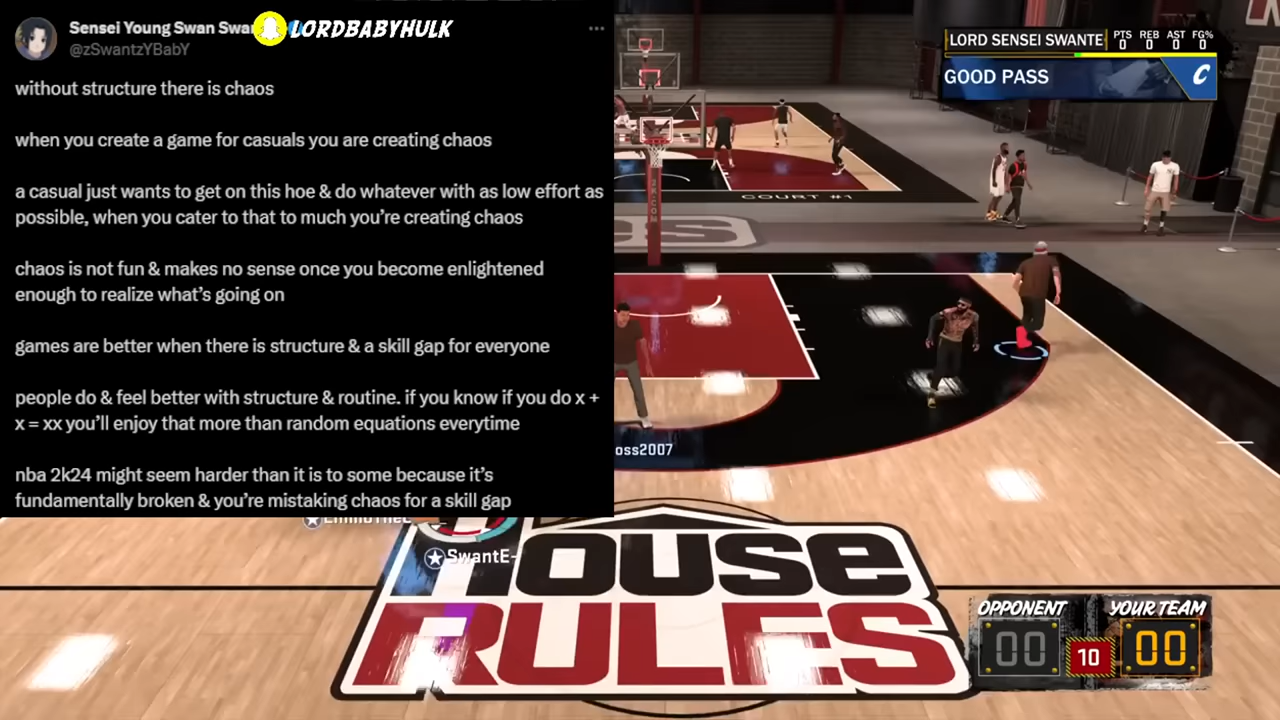 Sensei Young Swan Swa
LORDBABYHULK
@zSwantzYBabY
without structure there is chaos
when you create a game for casuals you are creating chaos
a casual just wants to get on this hoe & do whatever with as low effort as
possible, when you cater to that to much you're creating chaos
chaos is not fun & makes no sense once you become enlightened
enough to realize what's going on
games are better when there is structure & a skill gap for everyone
people do & feel better with structure & routine. if you know if you do x +
x = xx you'll enjoy that more than random equations everytime
nba 2k24 might seem harder than it is to some because it's
fundamentally broken & you're mistaking chaos for a skill gap
LORD SENSEI SWANTE PTS REB AST FG%
0 0 0 0
GOOD PASS C
COURT #1
oss2007
SwantE-
HOUSE
RULES
OPPONENT YOUR TEAM
00 10 00